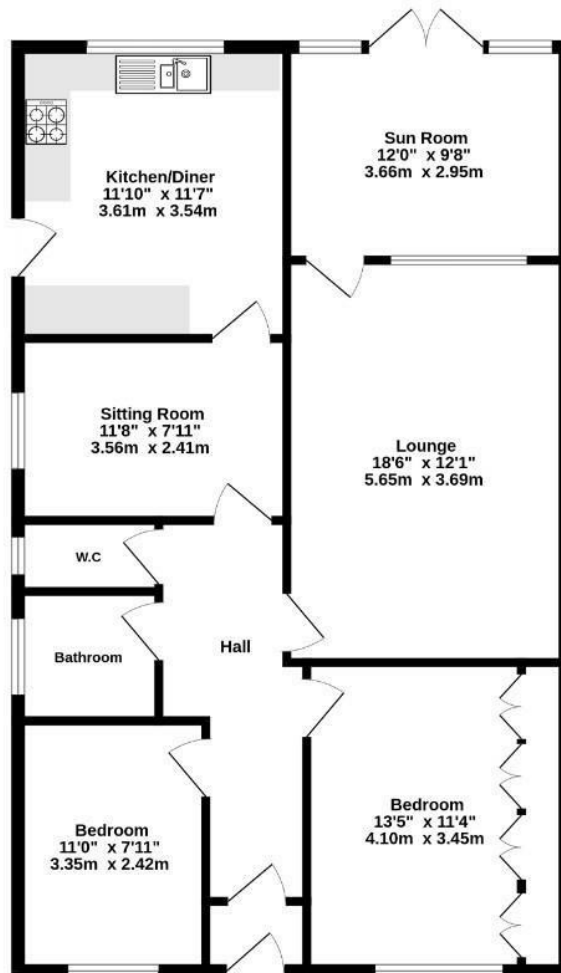 Kitchen/Diner
11'10" x 11'7"
3.61m x 3.54m
Sun Room
12'0" x 9'8"
3.66m x 2.95m
Sitting Room
11'8" x 7'11"
3.56m x 2.41m
Lounge
18'6" x 12'1"
5.65m x 3.69m
W.C
Bathroom
Hall
Bedroom
11'0" x 7'11"
3.35m x 2.42m
Bedroom
13'5" x 11'4"
4.10m x 3.45m